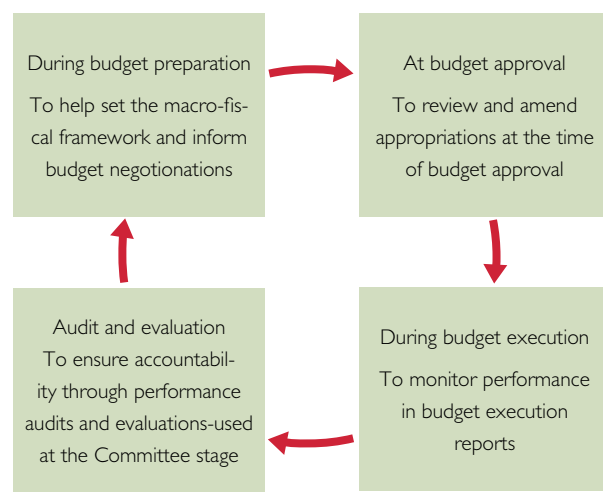 During budget preparation
To help set the macro-fis-
cal framework and inform
budget negotionations
At budget approval
To review and amend
appropriations at the time
of budget approval
During budget execution
To monitor performance
in budget execution
reports
Audit and evaluation
To ensure accountabil-
ity through performance
audits and evaluations-used
at the Committee stage